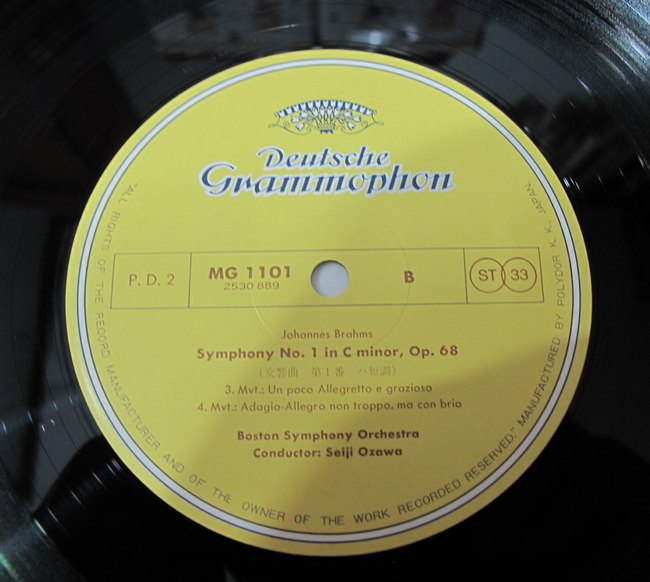 Deutsche
Grammophon
P. D. 2
MG 1101
2530 889
B
ST 33
Johannes Brahms
Symphony No. 1 in C minor, Op. 68
(交響曲 第1番 ハ短調)
3. Mvt.: Un poco Allegretto e grazioso
4. Mvt.: Adagio-Allegro non troppo, ma con brio
Boston Symphony Orchestra
Conductor: Seiji Ozawa
"ALL RIGHTS OF THE RECORD MANUFACTURER AND OF THE OWNER OF THE WORK RECORDED RESERVED." MANUFACTURED BY POLYDOR K. K. JAPAN